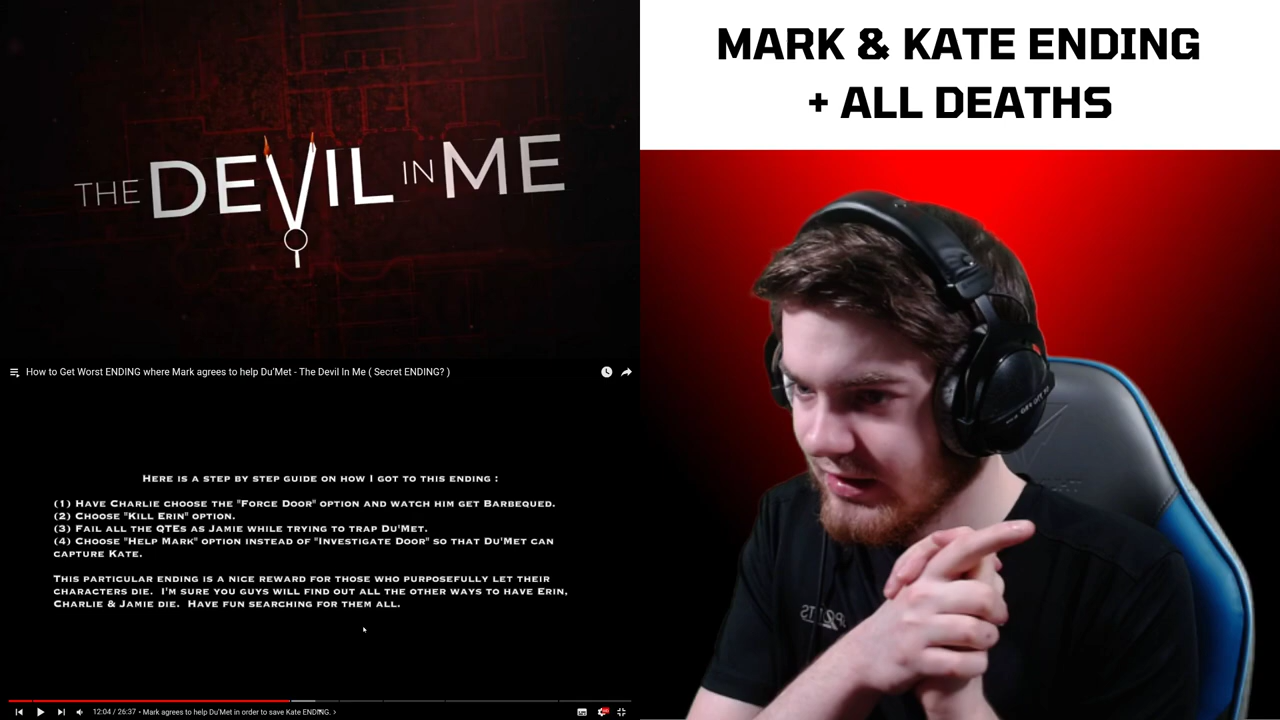 THE DEVIL IN ME
How to Get Worst ENDING where Mark agrees to help Du'Met - The Devil In Me ( Secret ENDING? )
HERE IS A STEP BY STEP GUIDE ON HOW I GOT TO THIS ENDING :
(1) HAVE CHARLIE CHOOSE THE "FORCE DOOR" OPTION AND WATCH HIM GET BARBEQUED.
(2) CHOOSE "KILL ERIN" OPTION.
(3) FAIL ALL THE QTES AS JAMIE WHILE TRYING TO TRAP DU'MET.
(4) CHOOSE "HELP MARK" OPTION INSTEAD OF "INVESTIGATE DOOR" SO THAT DU'MET CAN
CAPTURE KATE.
THIS PARTICULAR ENDING IS A NICE REWARD FOR THOSE WHO PURPOSEFULLY LET THEIR
CHARACTERS DIE. I'M SURE YOU GUYS WILL FIND OUT ALL THE OTHER WAYS TO HAVE ERIN,
CHARLIE & JAMIE DIE. HAVE FUN SEARCHING FOR THEM ALL.
12:04 / 26:37 • Mark agrees to help Du'Met in order to save Kate ENDING. >
MARK & KATE ENDING
+ ALL DEATHS